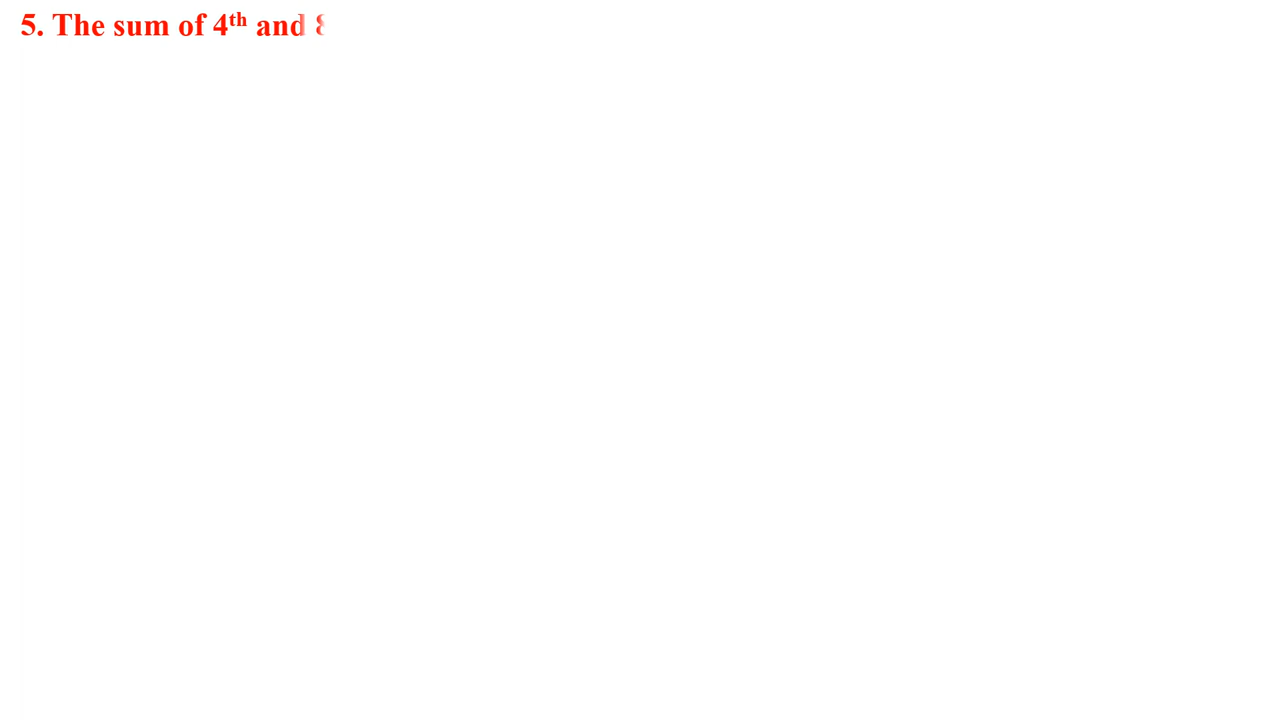 5. The sum of 4th and